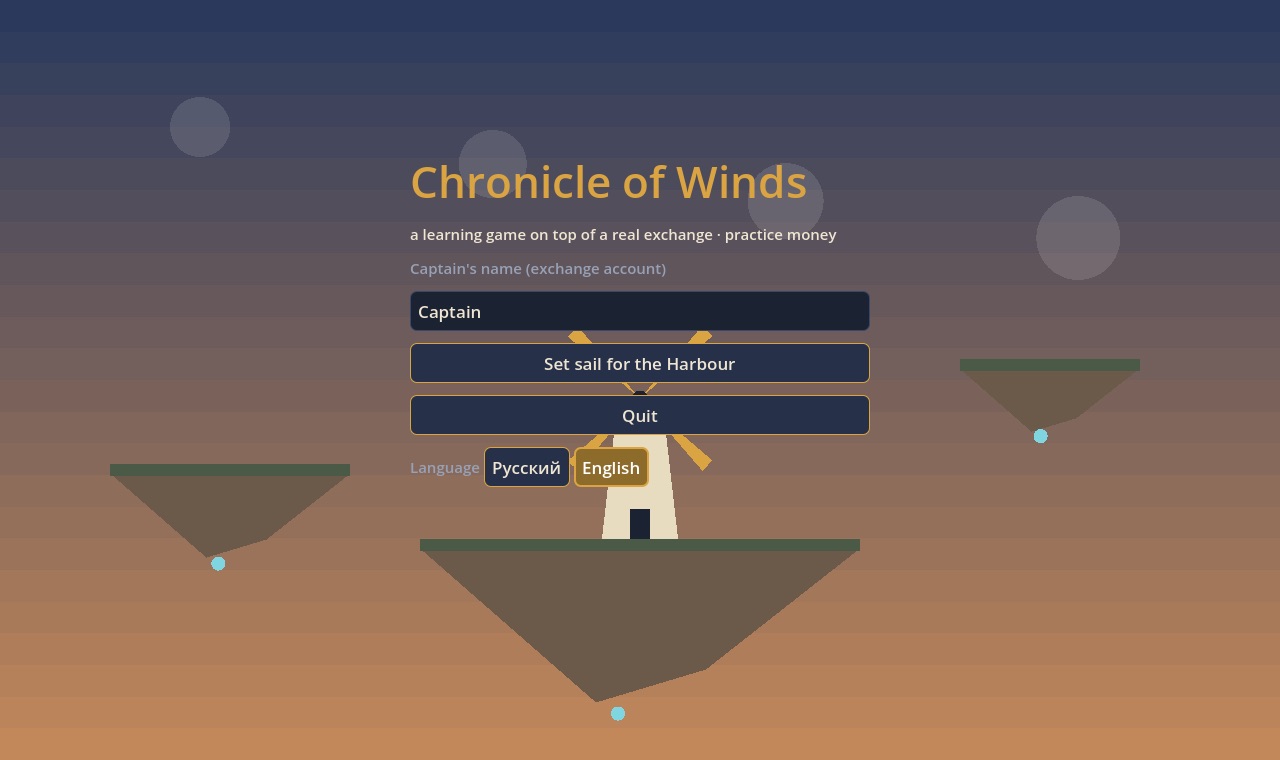 Chronicle of Winds
a learning game on top of a real exchange · practice money
Captain's name (exchange account)
Captain
Set sail for the Harbour
Quit
Language Русский English